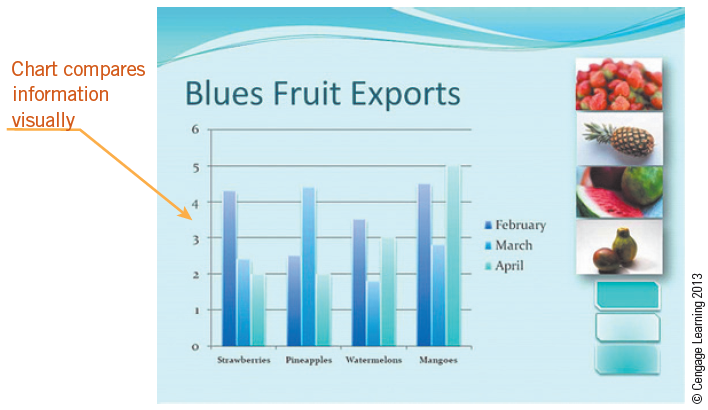 Chart compares
information
visually
Blues Fruit Exports
6
5
4
3
2
1
0
Strawberries Pineapples Watermelons Mangoes
February
March
April
© Cengage Learning 2013